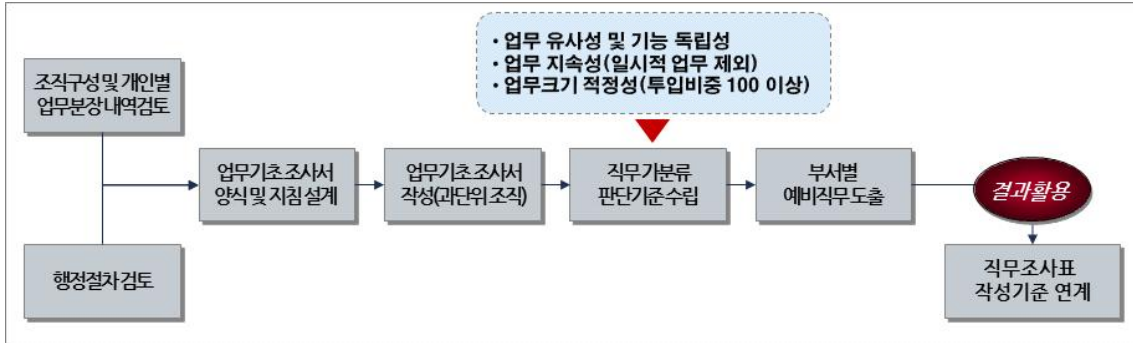 • 업무 유사성 및 기능 독립성
• 업무 지속성(일시적 업무 제외)
• 업무크기 적정성(투입비중 100 이상)
조직구성 및 개인별
업무분장 내역검토
업무기초 조사서
양식 및 지침 설계
업무기초 조사서
작성(과단위 조직)
직무가분류
판단기준 수립
부서별
예비직무 도출
결과활용
행정절차 검토
직무조사표
작성기준 연계